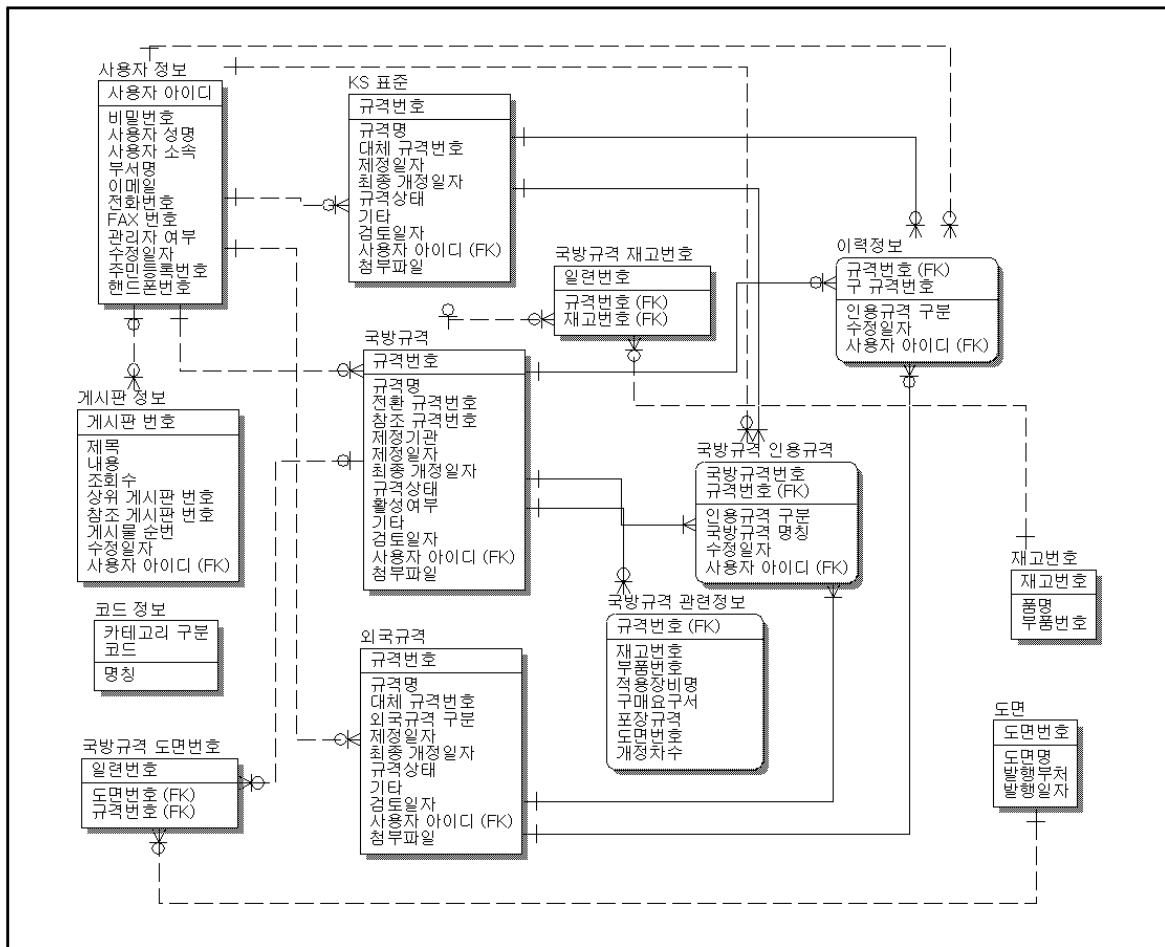 사용자 정보
사용자 아이디
비밀번호
사용자 성명
사용자 소속
부서명
이메일
전화번호
FAX 번호
관리자 여부
수정일자
주민등록번호
핸드폰번호
KS 표준
규격번호
규격명
대체 규격번호
제정일자
최종 개정일자
규격상태
기타
검토일자
사용자 아이디 (FK)
첨부파일
국방규격 재고번호
일련번호
규격번호 (FK)
재고번호 (FK)
이력정보
규격번호 (FK)
구 규격번호
인용규격 구분
수정일자
사용자 아이디 (FK)
국방규격
규격번호
규격명
전환 규격번호
참조 규격번호
제정기관
제정일자
최종 개정일자
규격상태
활성여부
기타
검토일자
사용자 아이디 (FK)
첨부파일
게시판 정보
게시판 번호
제목
내용
조회수
상위 게시판 번호
참조 게시판 번호
게시물 순번
수정일자
사용자 아이디 (FK)
국방규격 인용규격
국방규격번호
규격번호 (FK)
인용규격 구분
국방규격 명칭
수정일자
사용자 아이디 (FK)
재고번호
재고번호
품명
부품번호
코드 정보
카테고리 구분
코드
명칭
국방규격 관련정보
규격번호 (FK)
재고번호
부품번호
적용장비명
구매요구서
포장규격
도면번호
개정차수
외국규격
규격번호
규격명
대체 규격번호
외국규격 구분
제정일자
최종 개정일자
규격상태
기타
검토일자
사용자 아이디 (FK)
첨부파일
도면
도면번호
도면명
발행부처
발행일자
국방규격 도면번호
일련번호
도면번호 (FK)
규격번호 (FK)